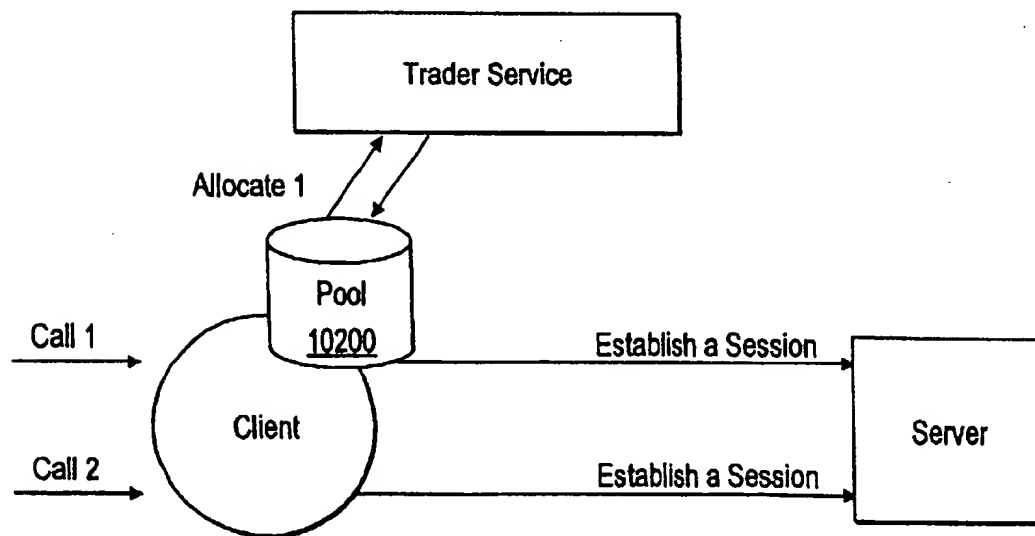 Trader Service
Allocate 1
Pool
10200
Call 1
Establish a Session
Client
Server
Call 2
Establish a Session